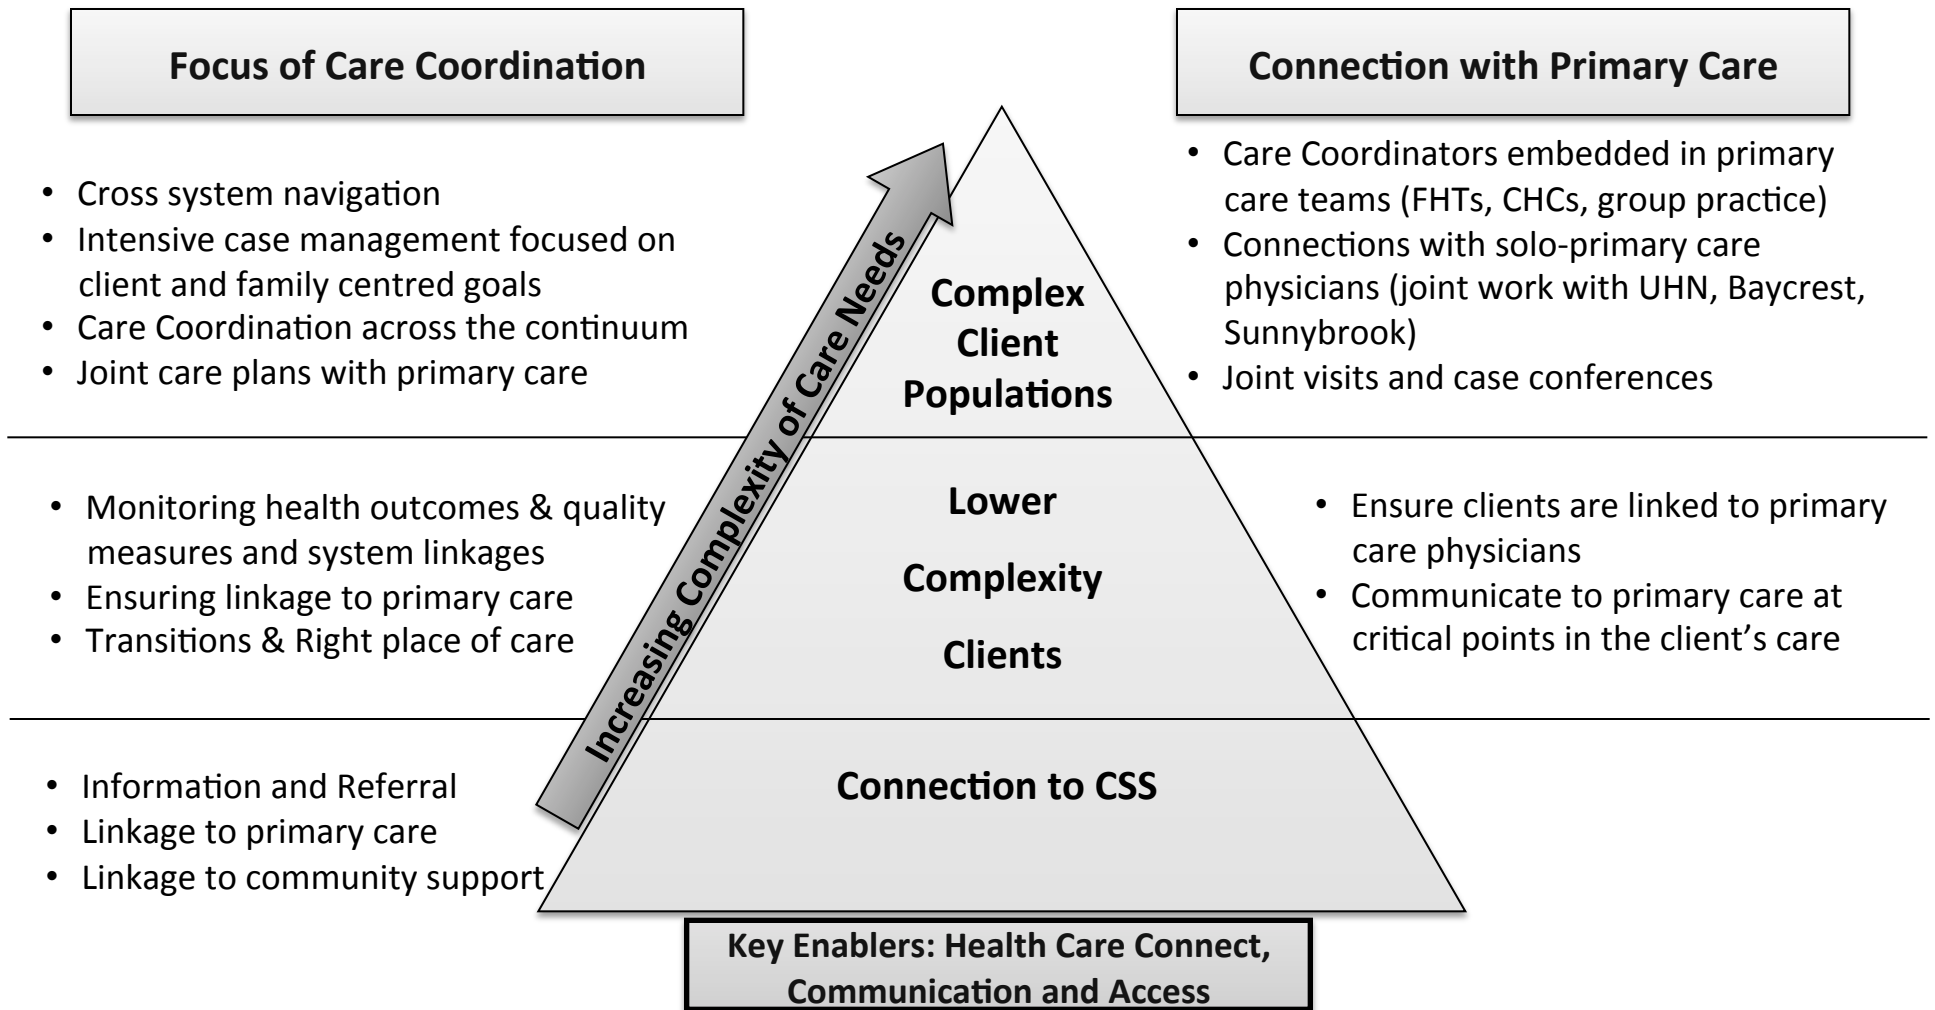 Focus of Care Coordination
Connection with Primary Care
• Cross system navigation
• Intensive case management focused on
client and family centred goals
• Care Coordination across the continuum
• Joint care plans with primary care
Increasing Complexity of Care Needs
Complex
Client
Populations
• Care Coordinators embedded in primary
care teams (FHTs, CHCs, group practice)
• Connections with solo-primary care
physicians (joint work with UHN, Baycrest,
Sunnybrook)
• Joint visits and case conferences
• Monitoring health outcomes & quality
measures and system linkages
• Ensuring linkage to primary care
• Transitions & Right place of care
Lower
Complexity
Clients
• Ensure clients are linked to primary
care physicians
• Communicate to primary care at
critical points in the client’s care
• Information and Referral
• Linkage to primary care
• Linkage to community support
Connection to CSS
Key Enablers: Health Care Connect,
Communication and Access